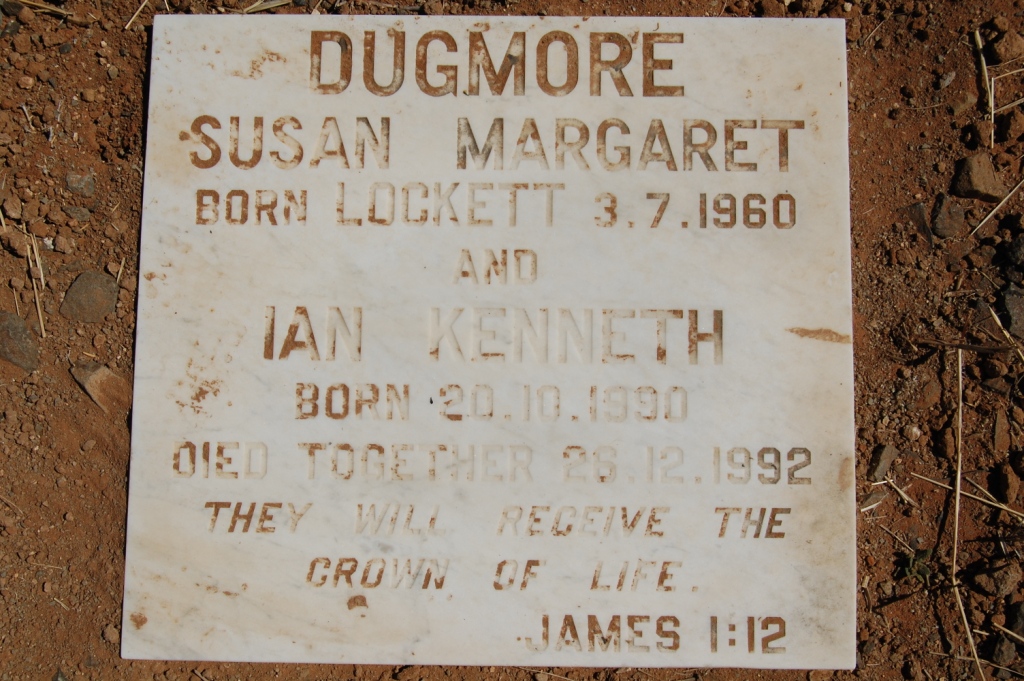 DUGMORE
SUSAN MARGARET
BORN LOCKETT 3.7.1960
AND
IAN KENNETH
BORN 20.10.1990
DIED TOGETHER 26.12.1992
THEY WILL RECEIVE THE
CROWN OF LIFE.
JAMES 1:12